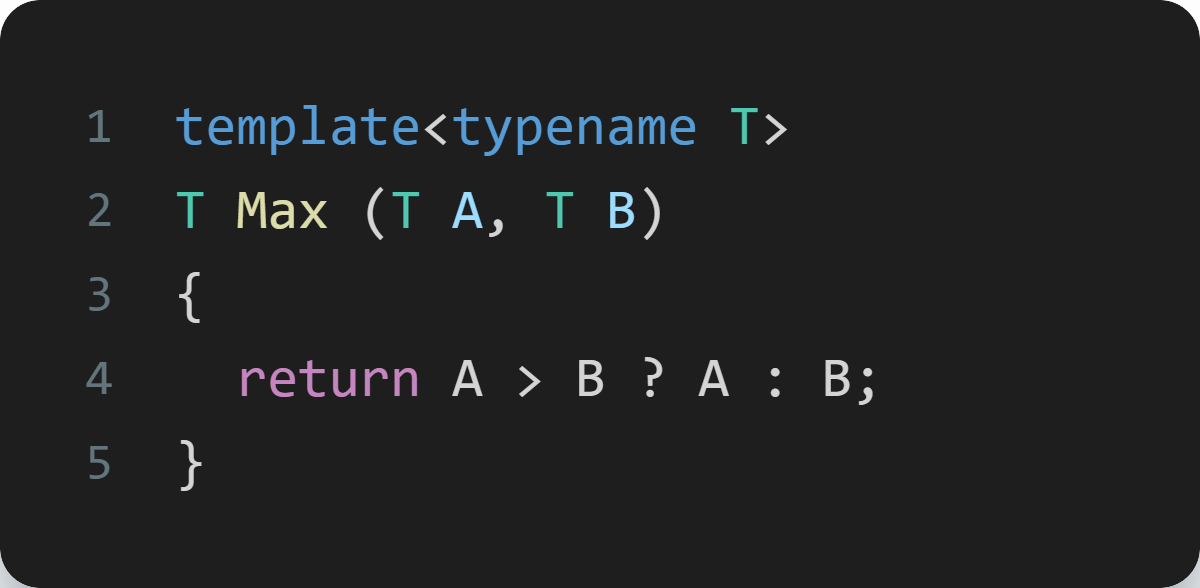 1 template<typename T>
2 T Max (T A, T B)
3 {
4   return A > B ? A : B;
5 }